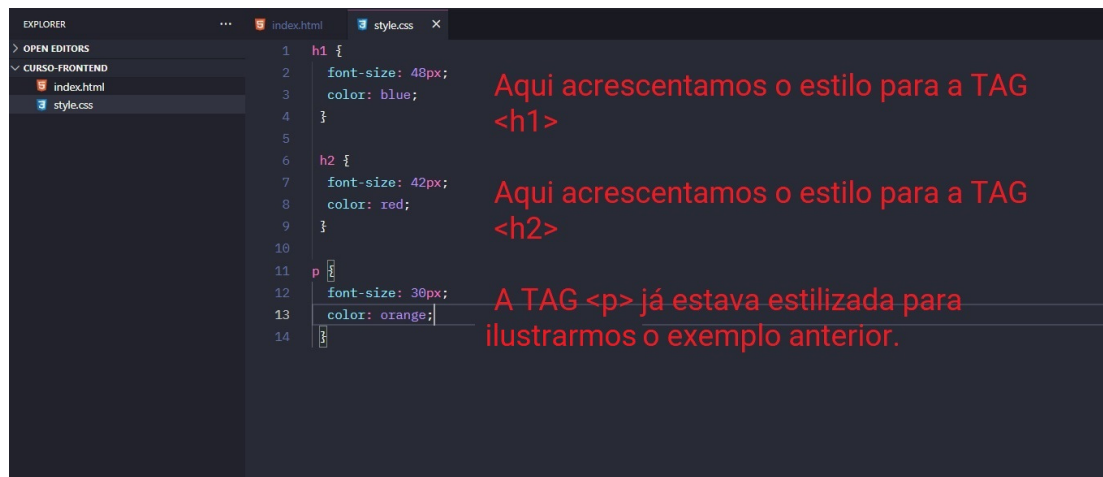 EXPLORER ... index.html style.css ×
OPEN EDITORS
CURSO-FRONTEND
index.html
style.css
1 h1 {
2 font-size: 48px;
3 color: blue;
4 }
5
6 h2 {
7 font-size: 42px;
8 color: red;
9 }
10
11 p {
12 font-size: 30px;
13 color: orange;
14 }
Aqui acrescentamos o estilo para a TAG
<h1>
Aqui acrescentamos o estilo para a TAG
<h2>
A TAG <p> já estava estilizada para
ilustrarmos o exemplo anterior.